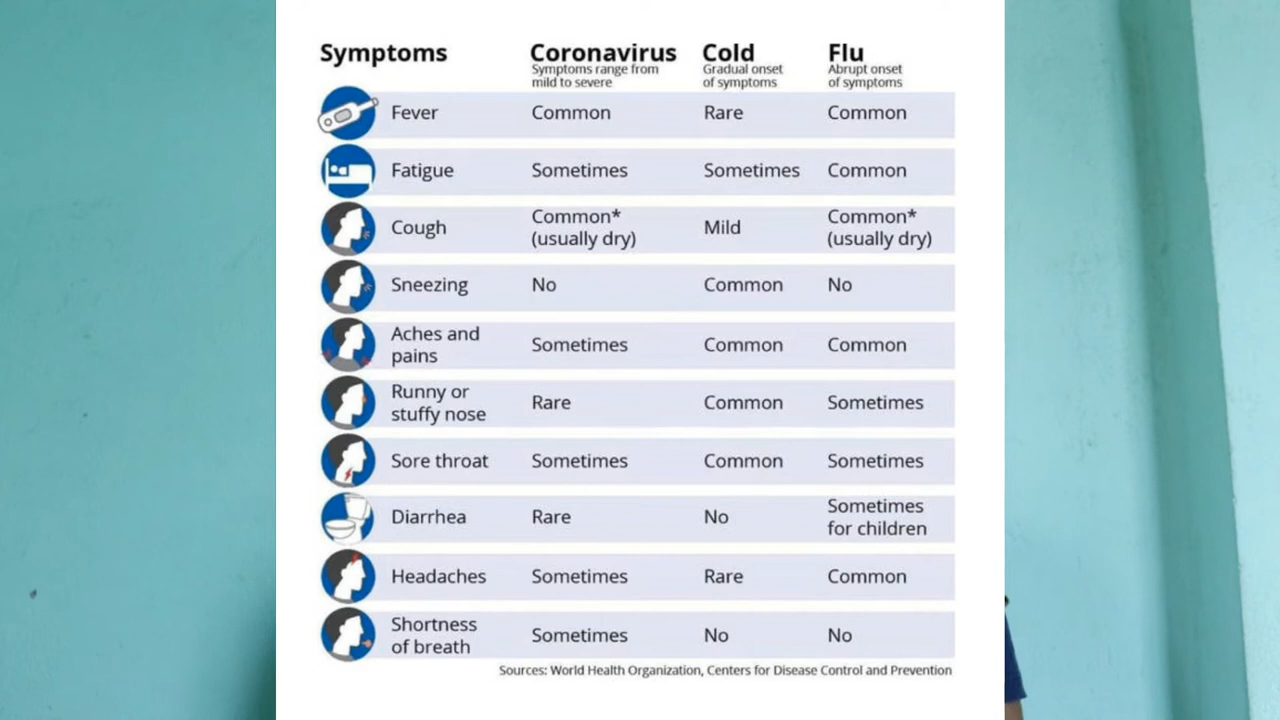 Symptoms Coronavirus Cold Flu
Symptoms range from Gradual onset Abrupt onset
mild to severe of symptoms of symptoms
Fever Common Rare Common
Fatigue Sometimes Sometimes Common
Cough Common* (usually dry) Mild Common* (usually dry)
Sneezing No Common No
Aches and pains Sometimes Common Common
Runny or stuffy nose Rare Common Sometimes
Sore throat Sometimes Common Sometimes
Diarrhea Rare No Sometimes for children
Headaches Sometimes Rare Common
Shortness of breath Sometimes No No
Sources: World Health Organization, Centers for Disease Control and Prevention